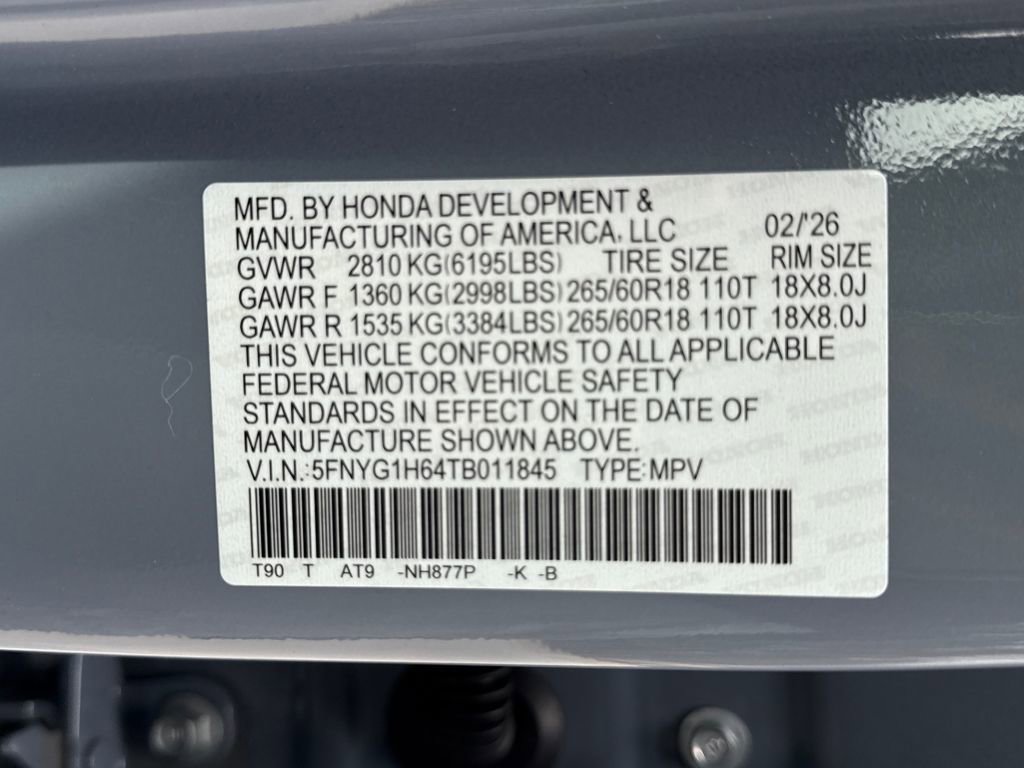 MFD. BY HONDA DEVELOPMENT &
MANUFACTURING OF AMERICA, LLC 02/'26
GVWR 2810 KG(6195LBS) TIRE SIZE RIM SIZE
GAWR F 1360 KG(2998LBS) 265/60R18 110T 18X8.0J
GAWR R 1535 KG(3384LBS) 265/60R18 110T 18X8.0J
THIS VEHICLE CONFORMS TO ALL APPLICABLE
FEDERAL MOTOR VEHICLE SAFETY
STANDARDS IN EFFECT ON THE DATE OF
MANUFACTURE SHOWN ABOVE.
V.I.N.:5FNYG1H64TB011845 TYPE:MPV
T90 T AT9 -NH877P -K -B